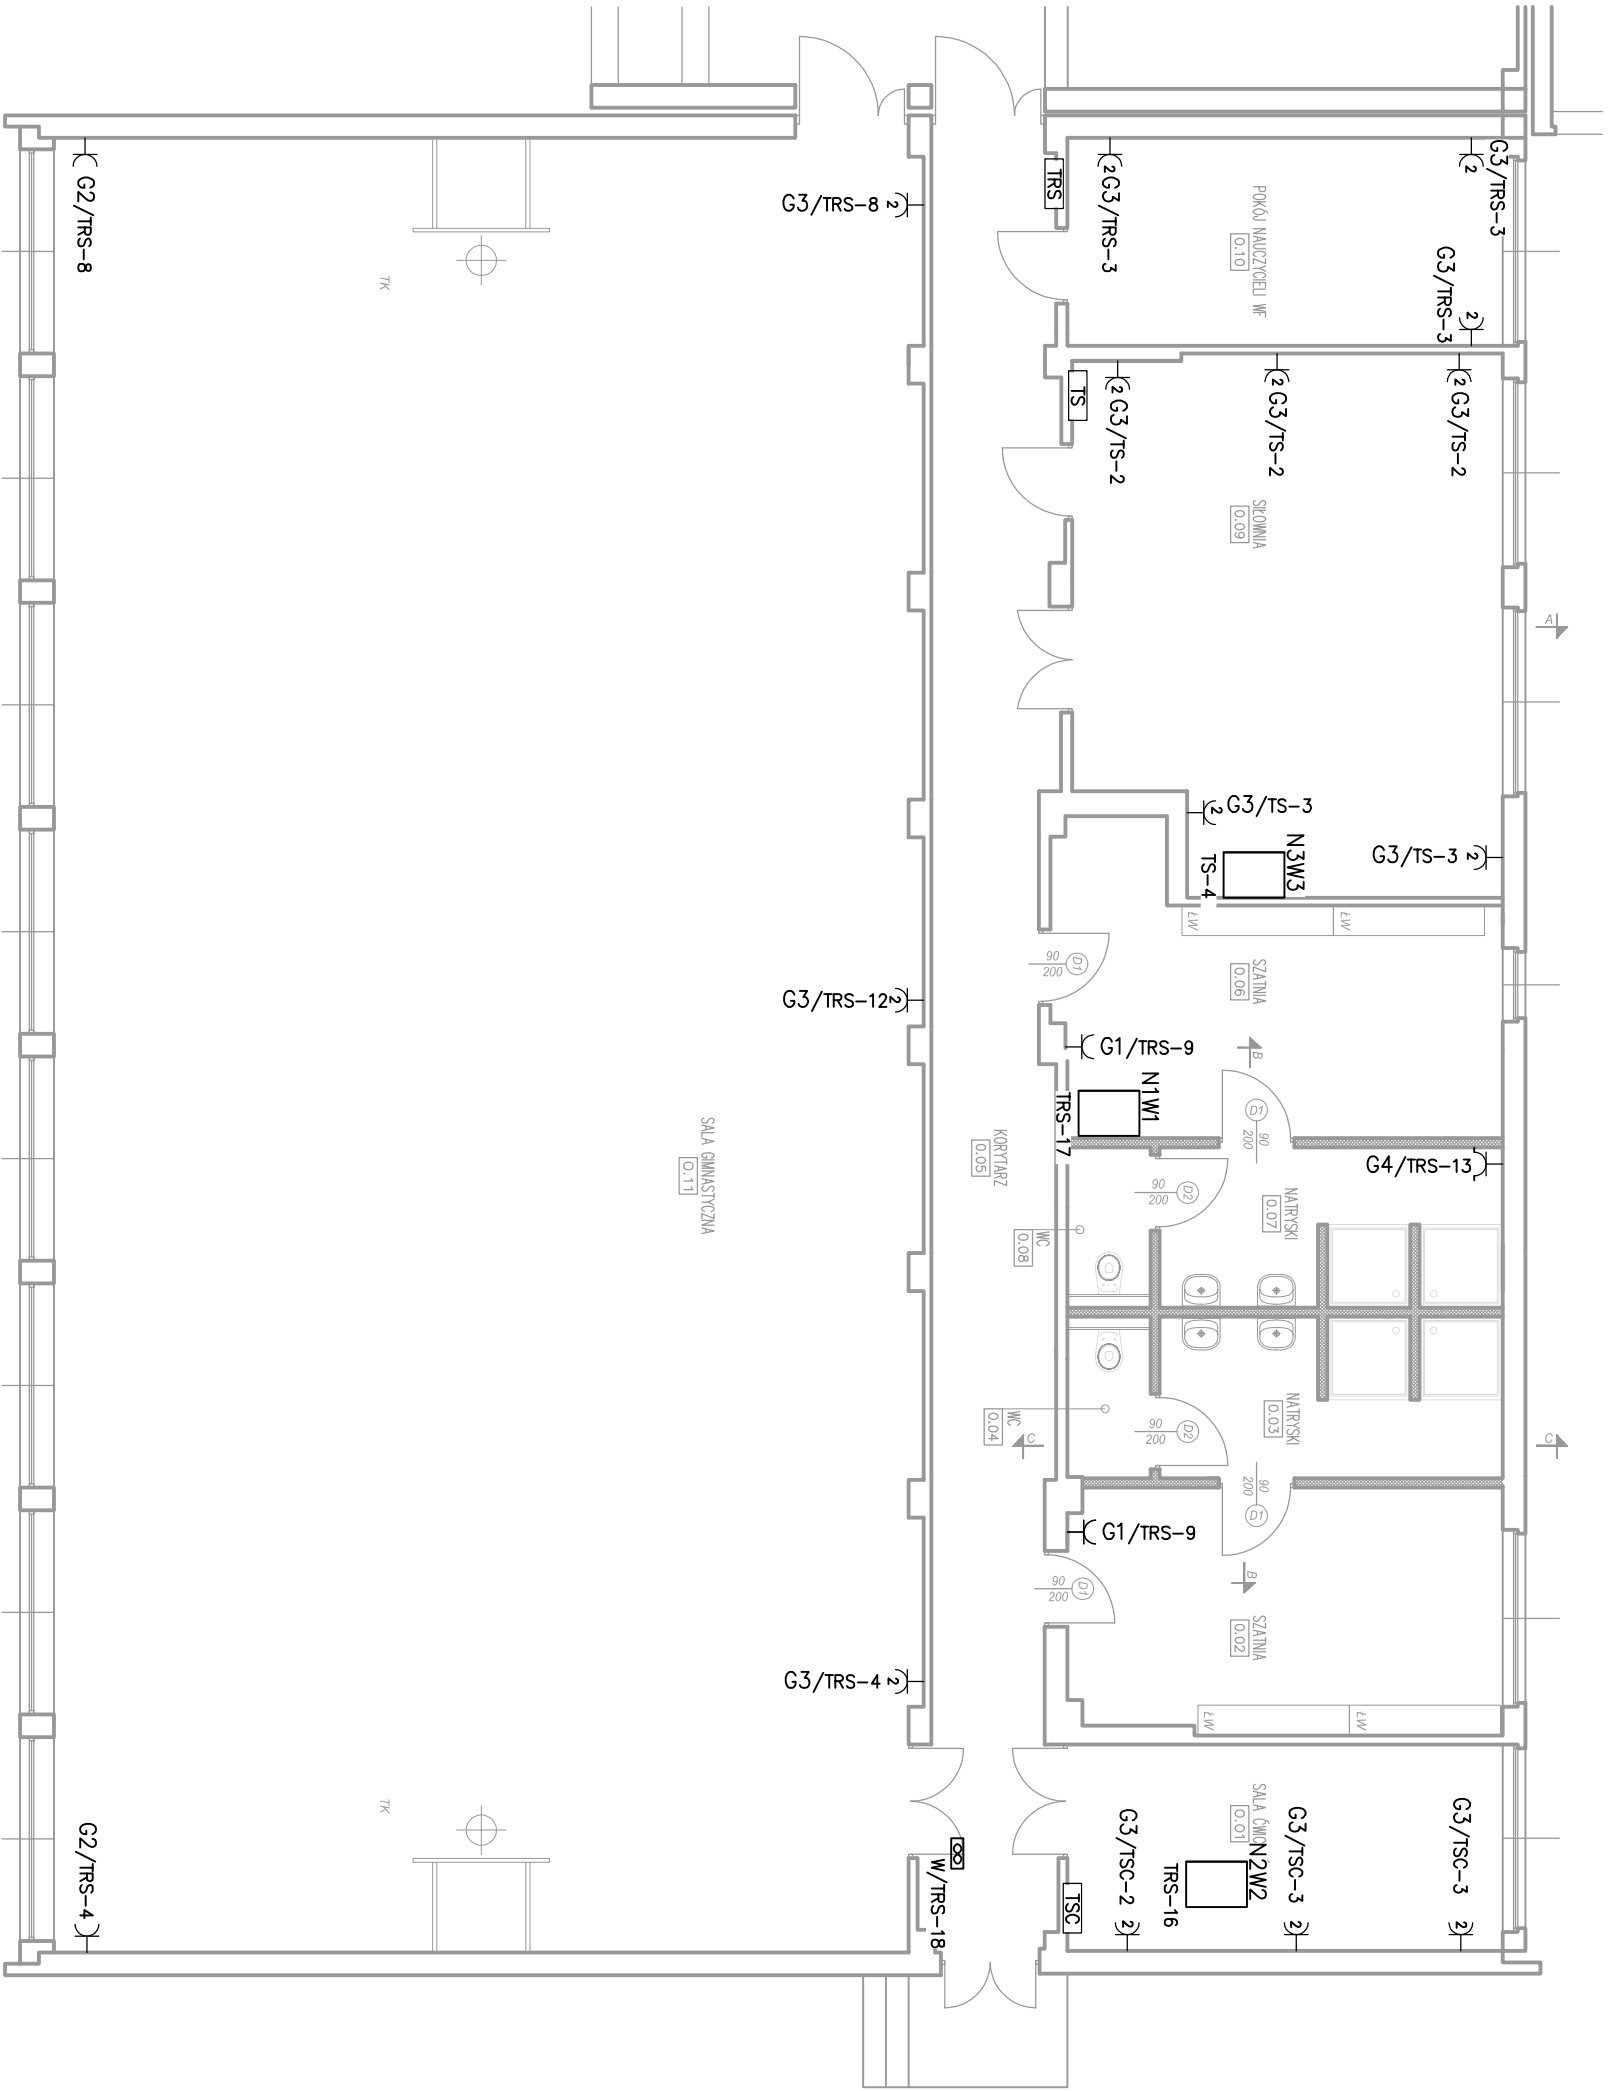 G2/TRS-8
TK
G3/TRS-8 2
TRS
2 G3/TRS-3
POKÓJ NAUCZYCIELI WF
0.10
G3/TRS-3
2
G3/TRS-3
2
TS
2 G3/TS-2
2 G3/TS-2
2 G3/TS-2
SIŁOWNIA
0.09
A
2 G3/TS-3
G3/TS-3 2
N3W3
TS-4
ŁW
ŁW
90
200
D1
SZATNIA
0.06
G3/TRS-12 2
G1/TRS-9
B
N1W1
TRS-17
D1
90
200
SALA GIMNASTYCZNA
0.11
KORYTARZ
0.05
G4/TRS-13
90
200
D2
NATRYSKI
0.07
WC
0.08
NATRYSKI
0.03
WC
0.04
C
90
200
D2
C
90
200
D1
G1/TRS-9
B
90
200
D1
SZATNIA
0.02
G3/TRS-4 2
ŁW
ŁW
TK
G2/TRS-4
W/TRS-18
TSC
SALA
0.01
G3/TSC-2
2
N2W2
TRS-16
G3/TSC-3
2
G3/TSC-3
2